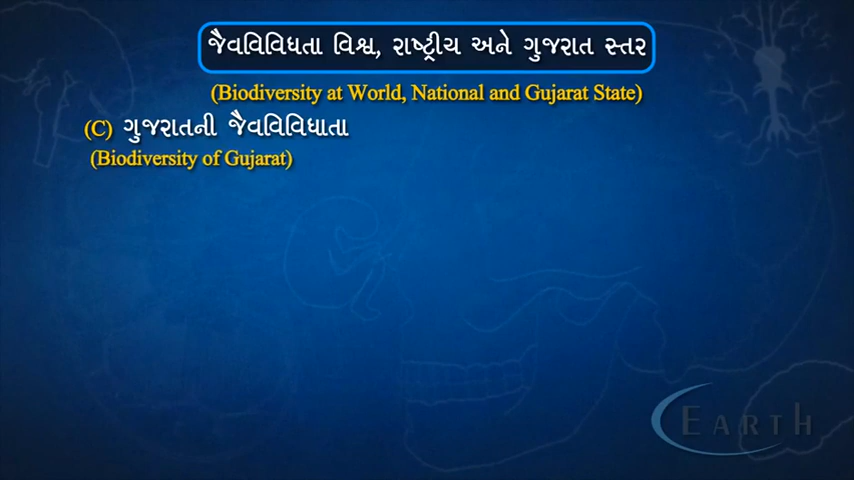 જૈવવિવિધતા વિશ્વ, રાષ્ટ્રીય અને ગુજરાત સ્તર
(Biodiversity at World, National and Gujarat State)
(C) ગુજરાતની જૈવવિવિધાતા
(Biodiversity of Gujarat)
EARTH